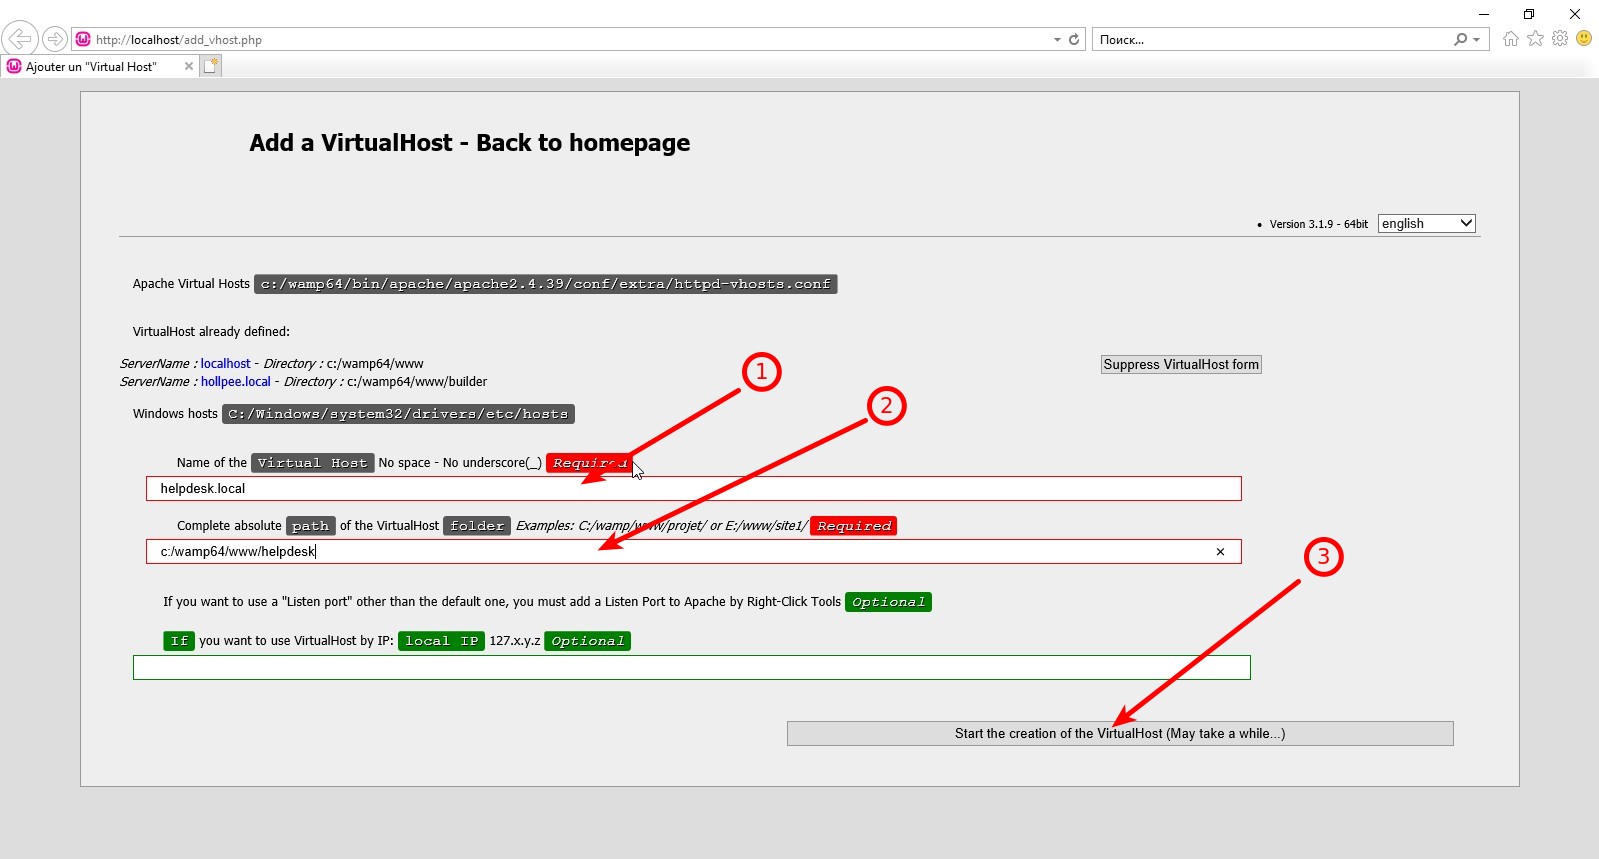 http://localhost/add_vhost.php
Поиск...
Ajouter un "Virtual Host"
Add a VirtualHost - Back to homepage
• Version 3.1.9 - 64bit english
Apache Virtual Hosts c:/wamp64/bin/apache/apache2.4.39/conf/extra/httpd-vhosts.conf
VirtualHost already defined:
ServerName : localhost - Directory : c:/wamp64/www
ServerName : hollpee.local - Directory : c:/wamp64/www/builder
Suppress VirtualHost form
1
2
Windows hosts C:/Windows/system32/drivers/etc/hosts
Name of the Virtual Host No space - No underscore(_) Required
helpdesk.local
Complete absolute path of the VirtualHost folder Examples: C:/wamp/www/projet/ or E:/www/site1/ Required
c:/wamp64/www/helpdesk
3
If you want to use a "Listen port" other than the default one, you must add a Listen Port to Apache by Right-Click Tools Optional
If you want to use VirtualHost by IP: local IP 127.x.y.z Optional
Start the creation of the VirtualHost (May take a while...)